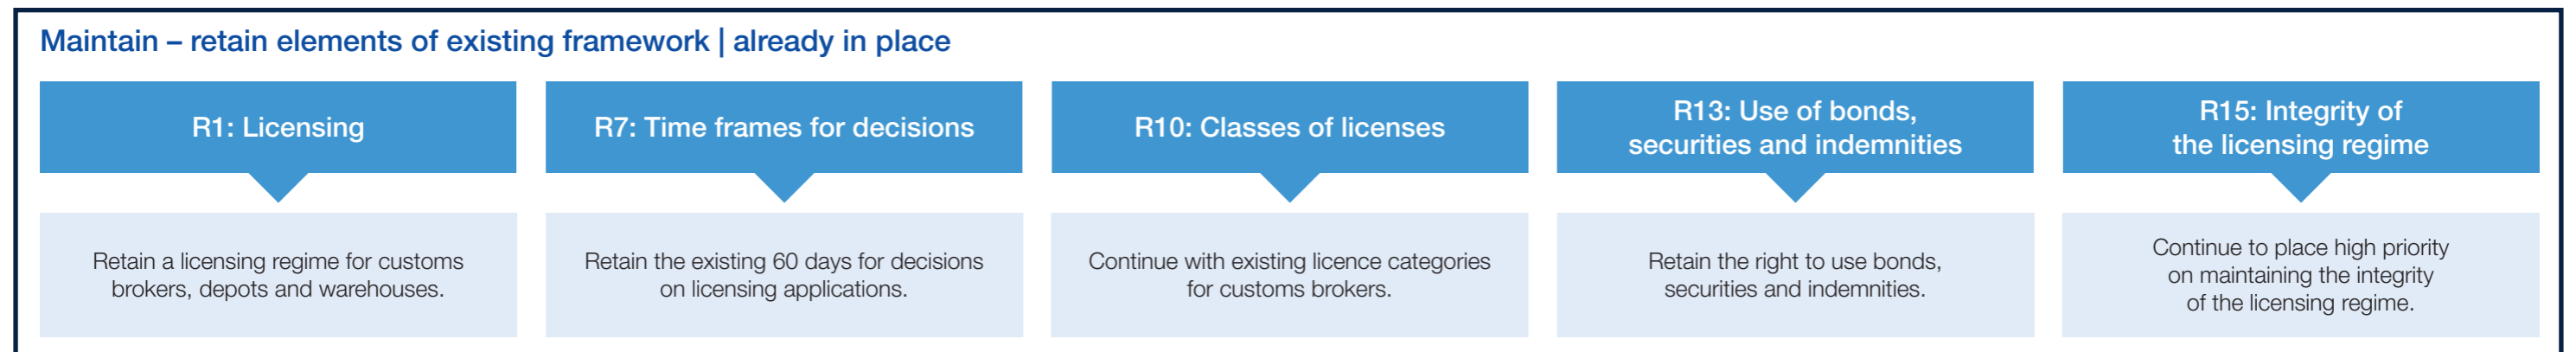 Maintain – retain elements of existing framework | already in place
R1: Licensing
Retain a licensing regime for customs
brokers, depots and warehouses.
R7: Time frames for decisions
Retain the existing 60 days for decisions
on licensing applications.
R10: Classes of licenses
Continue with existing licence categories
for customs brokers.
R13: Use of bonds,
securities and indemnities
Retain the right to use bonds,
securities and indemnities.
R15: Integrity of
the licensing regime
Continue to place high priority
on maintaining the integrity
of the licensing regime.